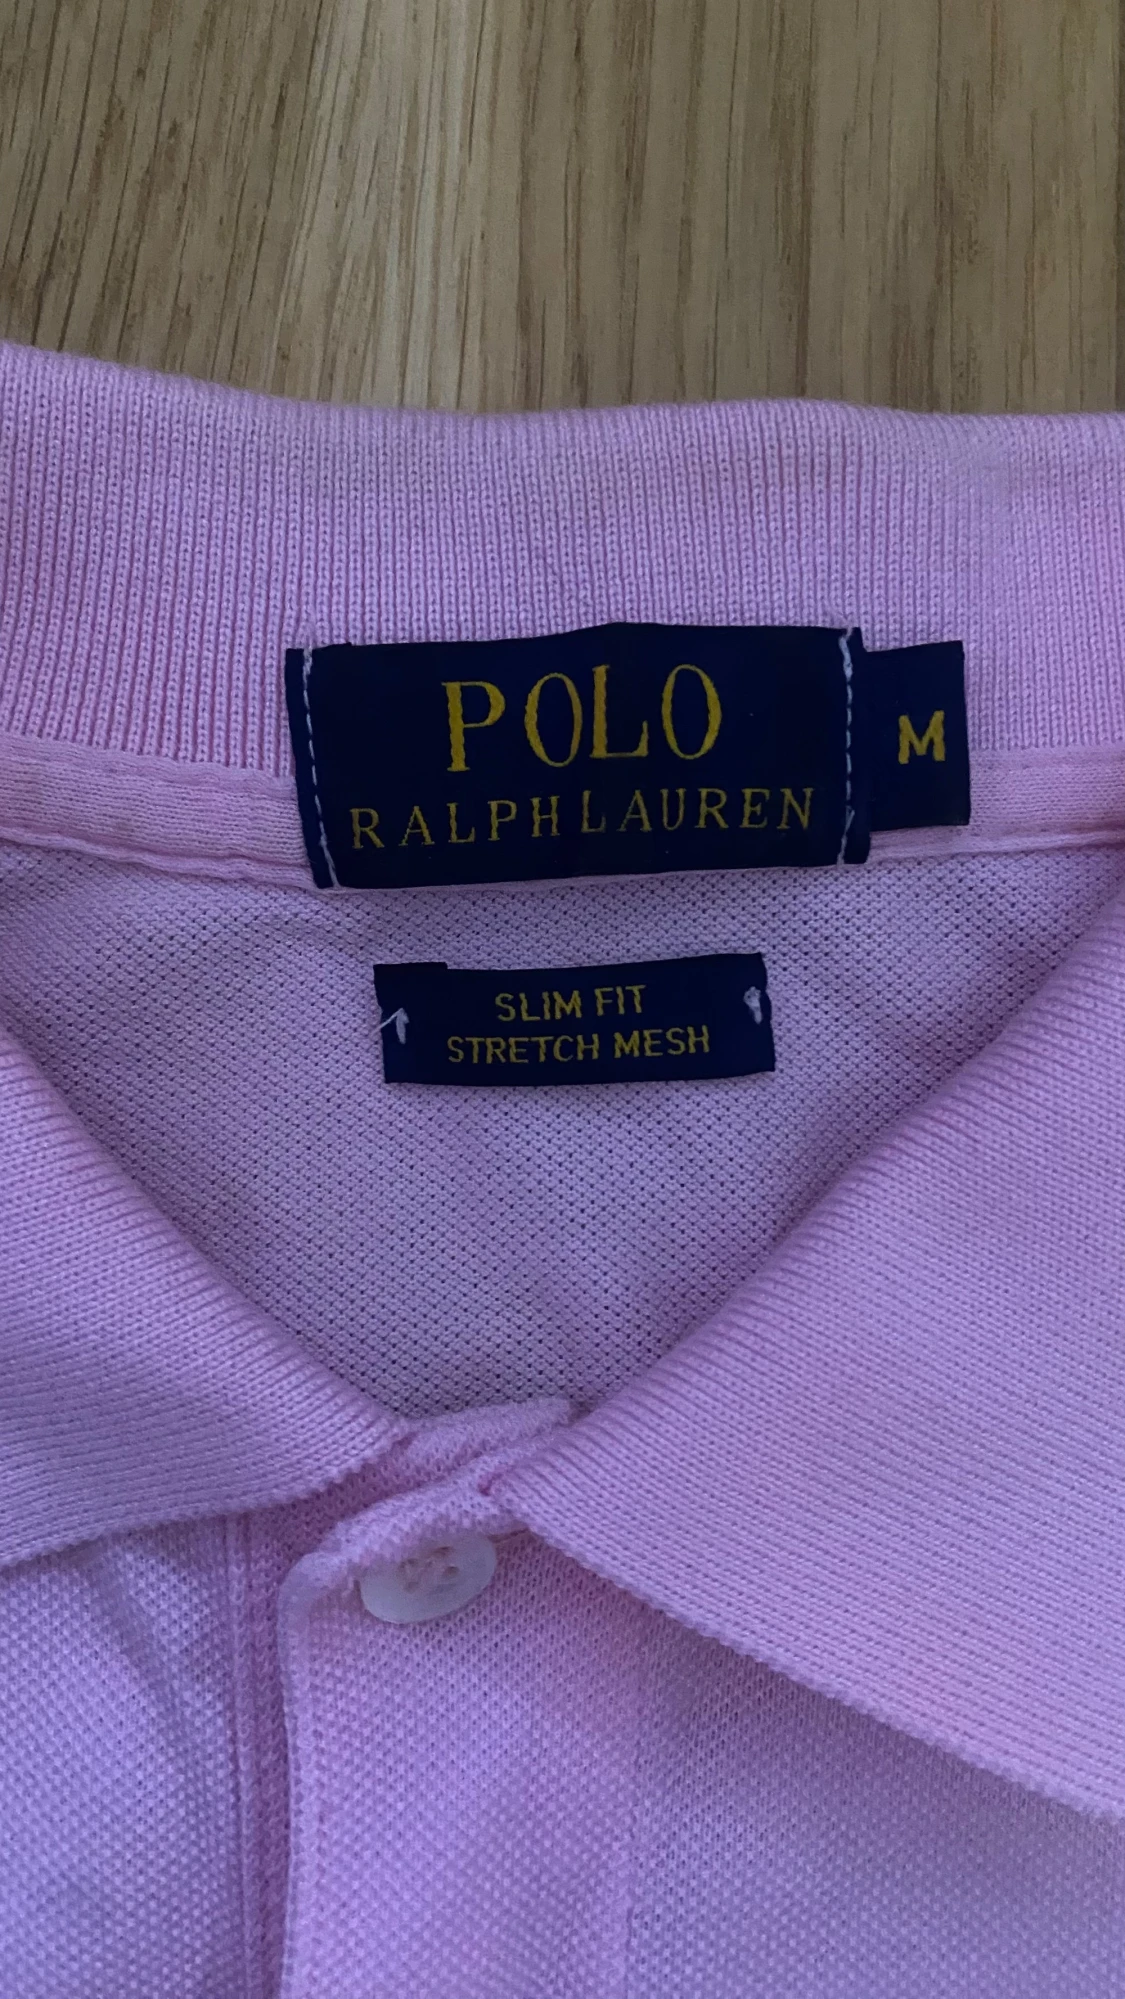 POLO
RALPH LAUREN
M
SLIM FIT
STRETCH MESH